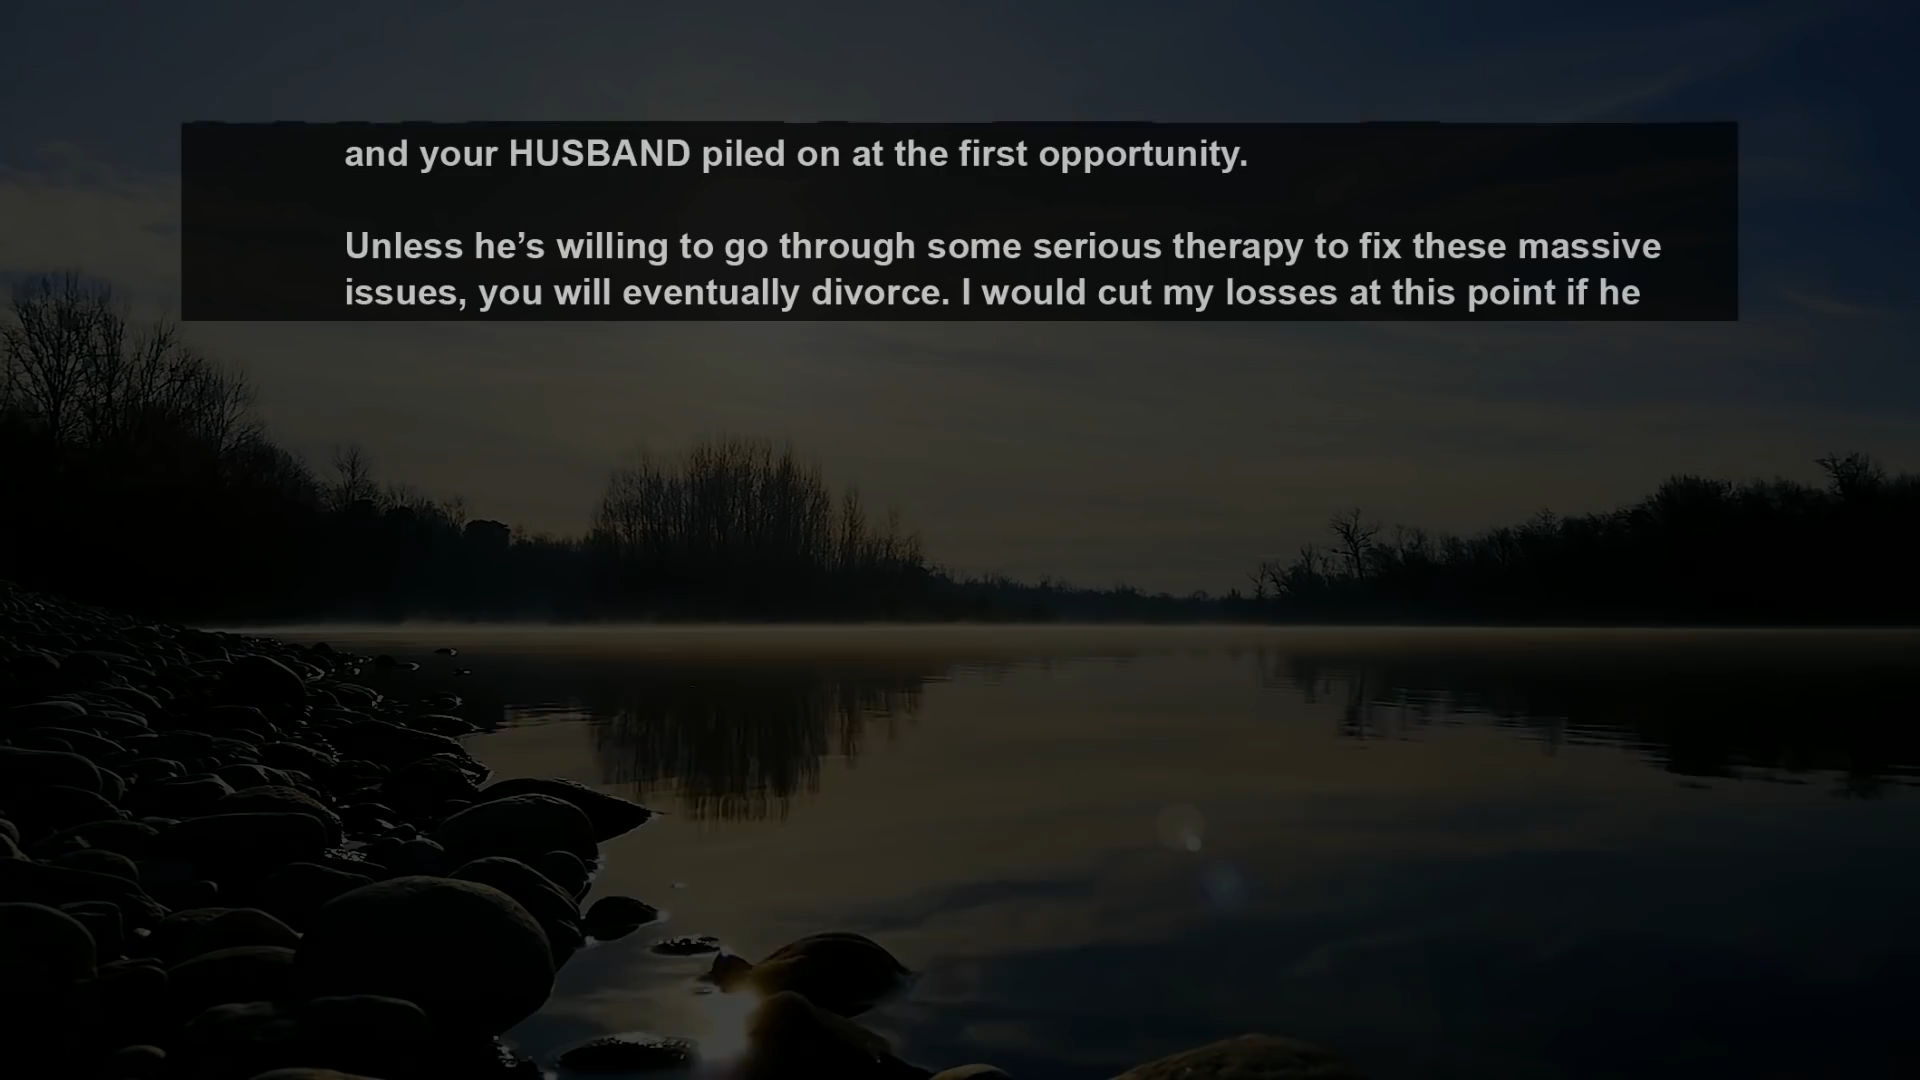 and your HUSBAND piled on at the first opportunity.
Unless he’s willing to go through some serious therapy to fix these massive
issues, you will eventually divorce. I would cut my losses at this point if he